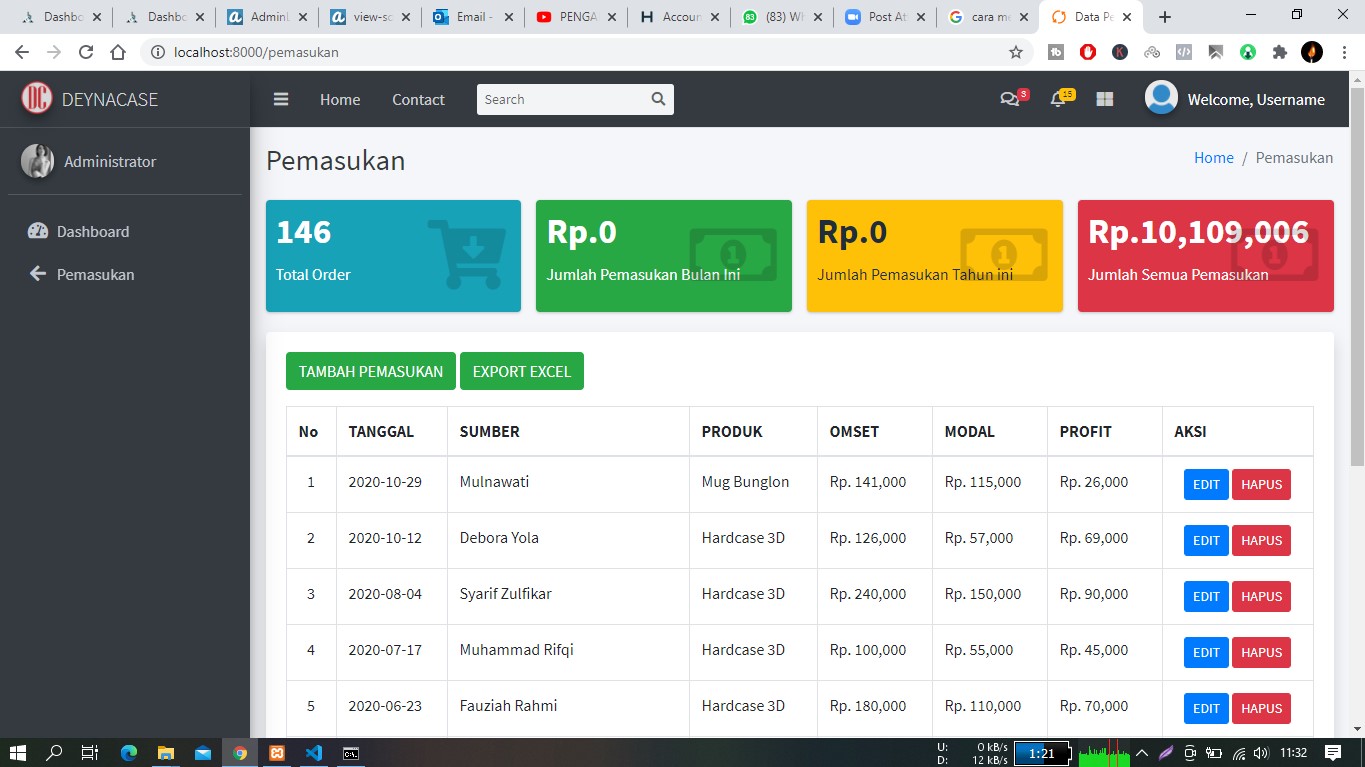 Dashbo
Dashbo
AdminL
view-sc
Email -
PENGA
Accoun
(83) Wh
Post At
cara me
Data Pe
localhost:8000/pemasukan
DC DEYNACASE
Home
Contact
Search
3
15
Welcome, Username
Administrator
Dashboard
Pemasukan
Pemasukan
Home / Pemasukan
146
Total Order
Rp.0
Jumlah Pemasukan Bulan Ini
Rp.0
Jumlah Pemasukan Tahun ini
Rp.10,109,006
Jumlah Semua Pemasukan
TAMBAH PEMASUKAN EXPORT EXCEL
No TANGGAL SUMBER PRODUK OMSET MODAL PROFIT AKSI
1 2020-10-29 Mulnawati Mug Bunglon Rp. 141,000 Rp. 115,000 Rp. 26,000 EDIT HAPUS
2 2020-10-12 Debora Yola Hardcase 3D Rp. 126,000 Rp. 57,000 Rp. 69,000 EDIT HAPUS
3 2020-08-04 Syarif Zulfikar Hardcase 3D Rp. 240,000 Rp. 150,000 Rp. 90,000 EDIT HAPUS
4 2020-07-17 Muhammad Rifqi Hardcase 3D Rp. 100,000 Rp. 55,000 Rp. 45,000 EDIT HAPUS
5 2020-06-23 Fauziah Rahmi Hardcase 3D Rp. 180,000 Rp. 110,000 Rp. 70,000 EDIT HAPUS
U: 0 kB/s
D: 12 kB/s
1:21
11:32